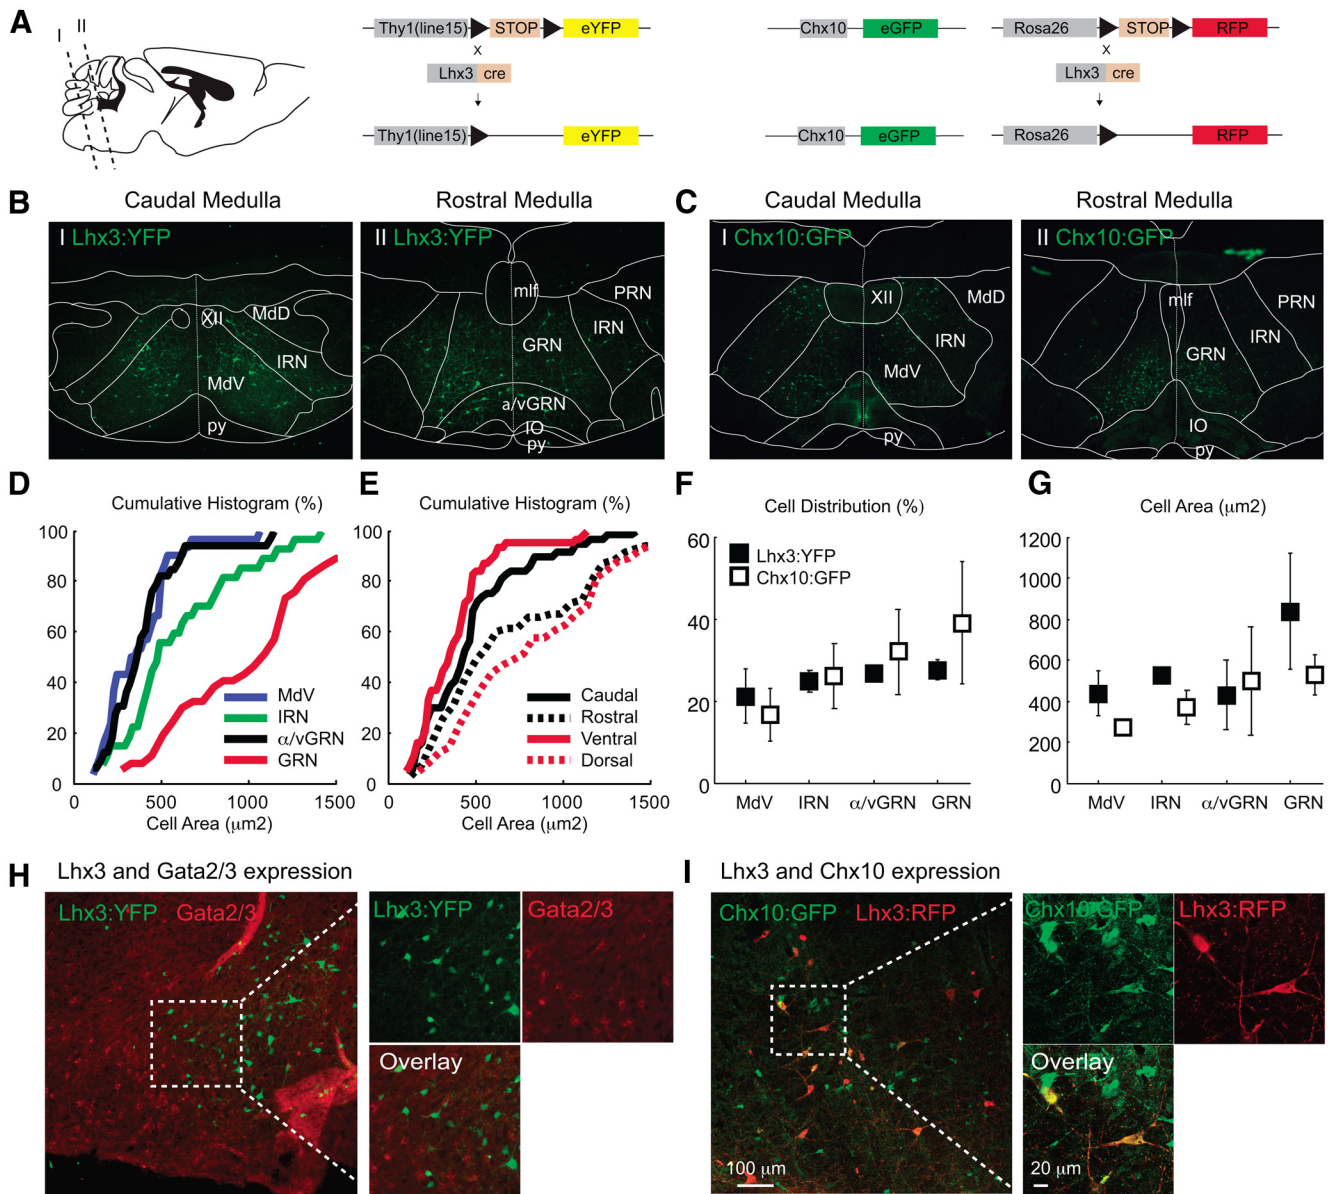 A
I
II
Thy1(line15) STOP eYFP
x
Lhx3 cre
Thy1(line15) eYFP
Chx10 eGFP
Chx10 eGFP
Rosa26 STOP RFP
x
Lhx3 cre
Rosa26 RFP
B
Caudal Medulla
I Lhx3:YFP
XII
MdD
IRN
MdV
py
Rostral Medulla
II Lhx3:YFP
mlf
PRN
IRN
GRN
a/vGRN
IO
py
C
Caudal Medulla
I Chx10:GFP
XII
MdD
IRN
MdV
py
Rostral Medulla
II Chx10:GFP
mlf
PRN
IRN
GRN
IO
py
D
Cumulative Histogram (%)
100
80
60
40
20
0
0 500 1000 1500
Cell Area (μm2)
MdV
IRN
α/vGRN
GRN
E
Cumulative Histogram (%)
100
80
60
40
20
0
0 500 1000 1500
Cell Area (μm2)
Caudal
Rostral
Ventral
Dorsal
F
Cell Distribution (%)
60
40
20
0
Lhx3:YFP
Chx10:GFP
MdV IRN α/vGRN GRN
G
Cell Area (μm2)
1200
1000
800
600
400
200
0
MdV IRN α/vGRN GRN
H
Lhx3 and Gata2/3 expression
Lhx3:YFP Gata2/3
Lhx3:YFP
Gata2/3
Overlay
I
Lhx3 and Chx10 expression
Chx10:GFP Lhx3:RFP
100 μm
Chx10:GFP
Lhx3:RFP
Overlay
20 μm